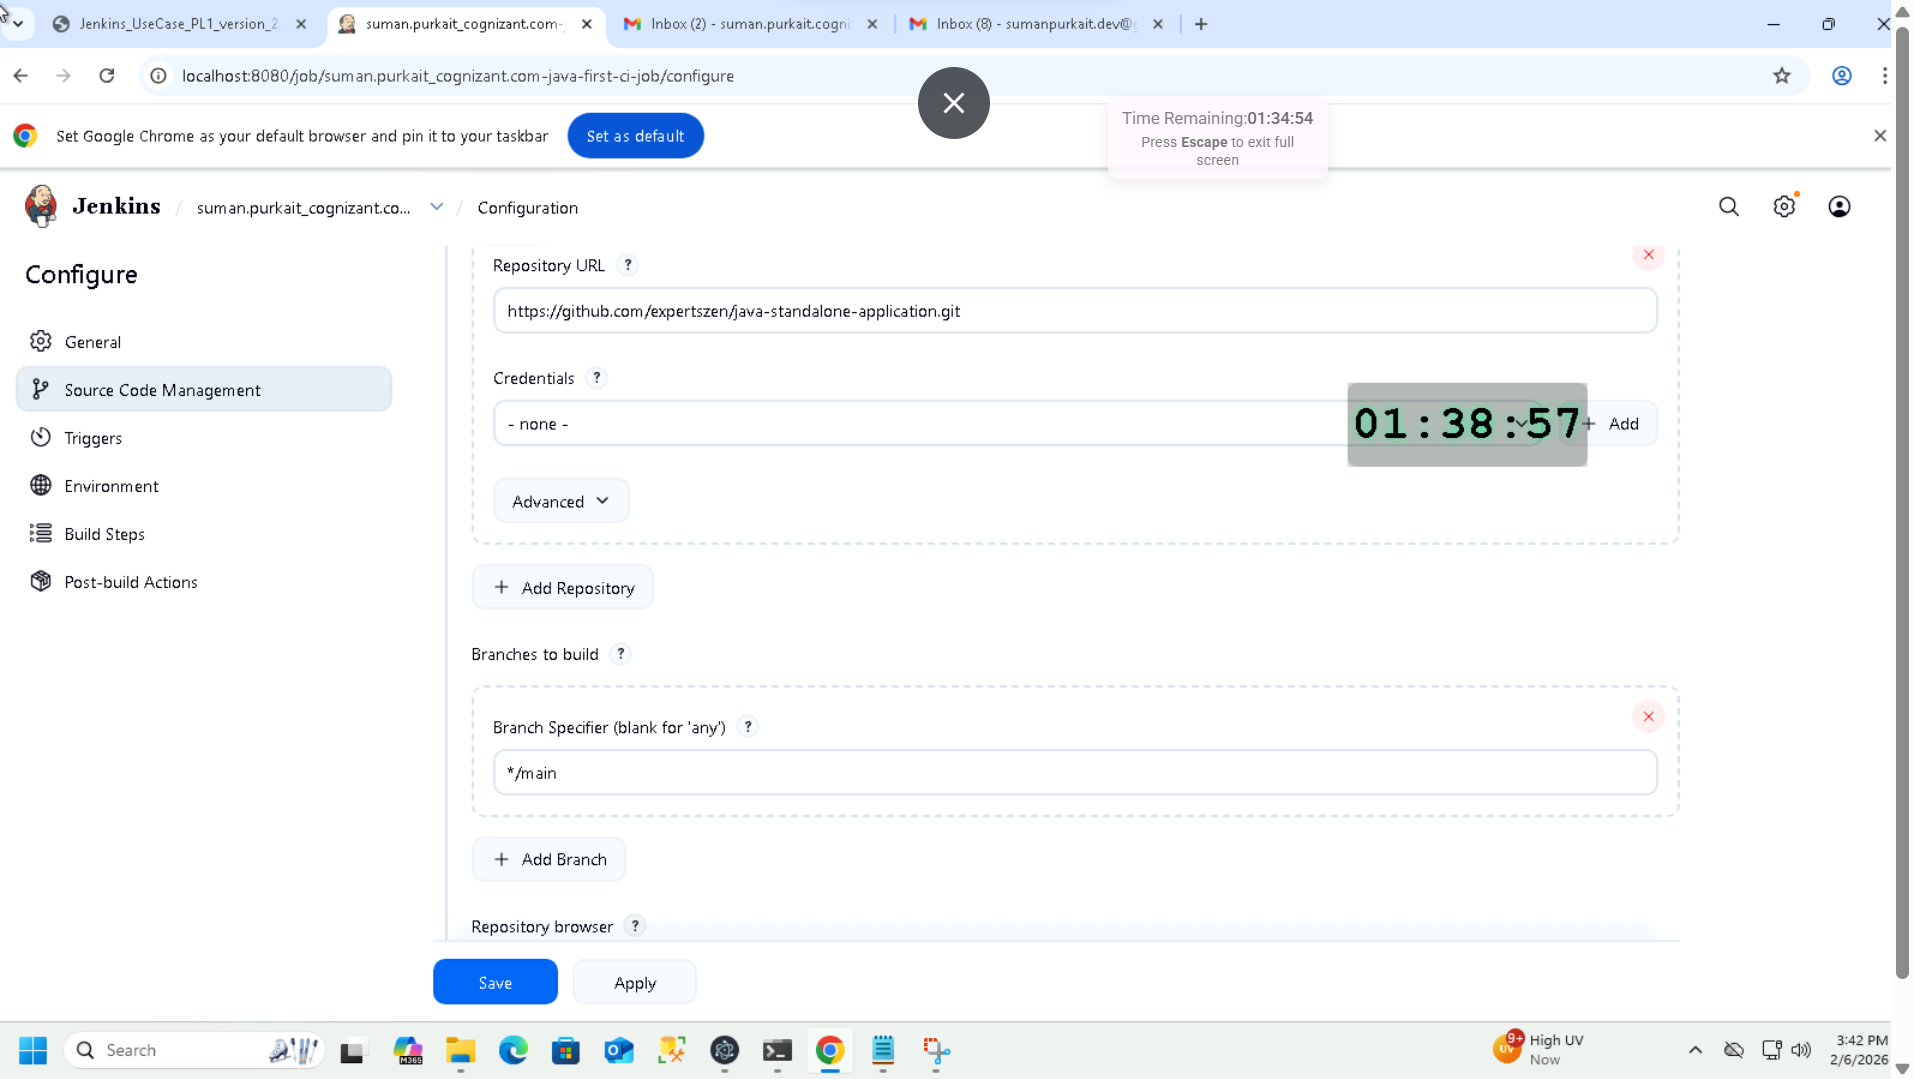 Jenkins_UseCase_PL1_version_2
suman.purkait_cognizant.com-
Inbox (2) - suman.purkait.cogni
Inbox (8) - sumanpurkait.dev@
localhost:8080/job/suman.purkait_cognizant.com-java-first-ci-job/configure
Set Google Chrome as your default browser and pin it to your taskbar
Set as default
Time Remaining:01:34:54
Press Escape to exit full
screen
Jenkins / suman.purkait_cognizant.co... / Configuration
Configure
General
Source Code Management
Triggers
Environment
Build Steps
Post-build Actions
Repository URL ?
https://github.com/expertszen/java-standalone-application.git
Credentials ?
- none -
01:38:57
+ Add
Advanced
+ Add Repository
Branches to build ?
Branch Specifier (blank for 'any') ?
*/main
+ Add Branch
Repository browser ?
Save
Apply
Search
M365
UV
9+
High UV
Now
3:42 PM
2/6/2026